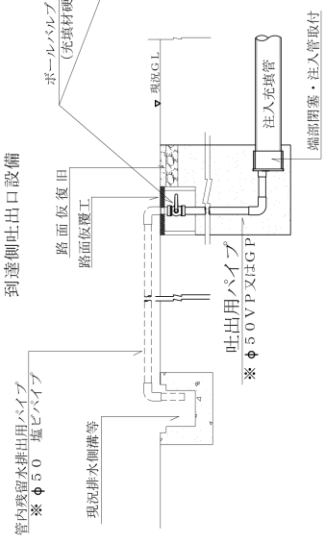 到達側吐出口設備
管内残留水排出用パイプ
※ φ５０ 塩ビパイプ
現況排水側溝等
路面仮復旧
路面仮覆工
ボールバルブ
(充填材硬
現況ＧＬ
吐出用パイプ
※ φ５０ＶＰ又はＧＰ
注入充填管
端部閉塞・注入管取付